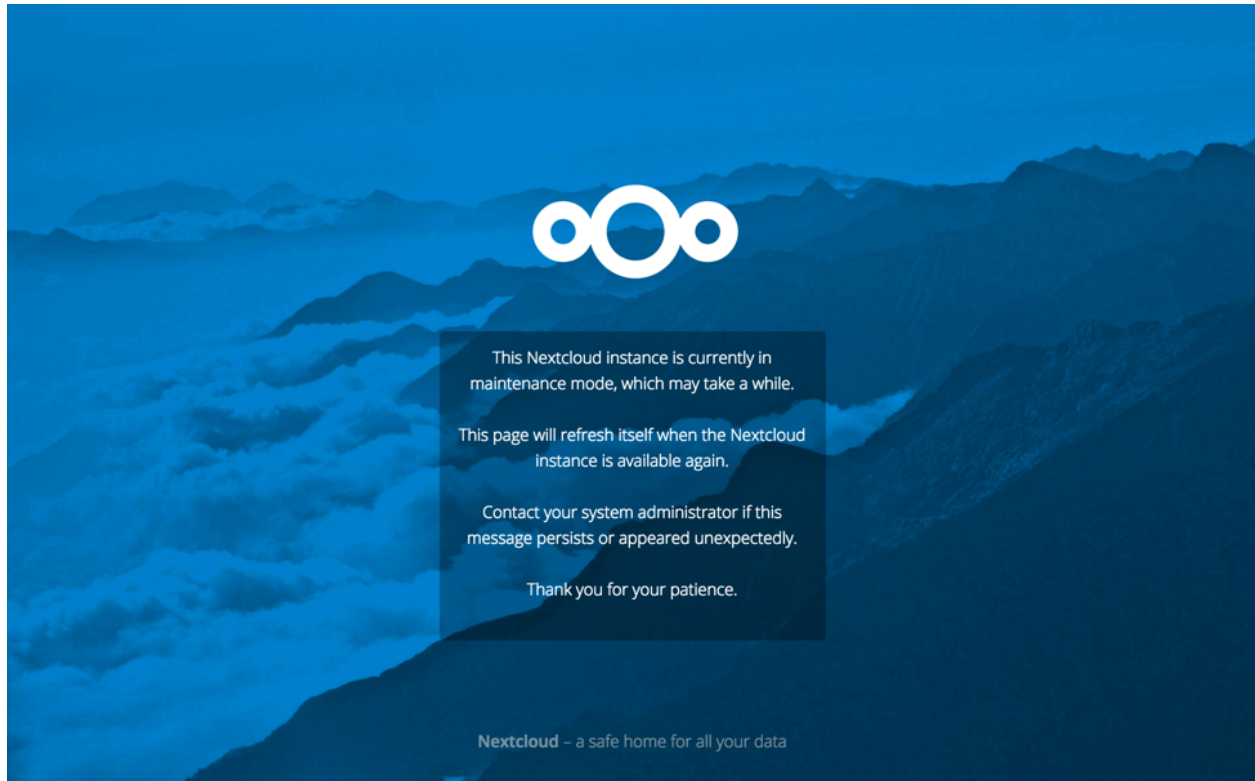 This Nextcloud instance is currently in
maintenance mode, which may take a while.
This page will refresh itself when the Nextcloud
instance is available again.
Contact your system administrator if this
message persists or appeared unexpectedly.
Thank you for your patience.
Nextcloud – a safe home for all your data